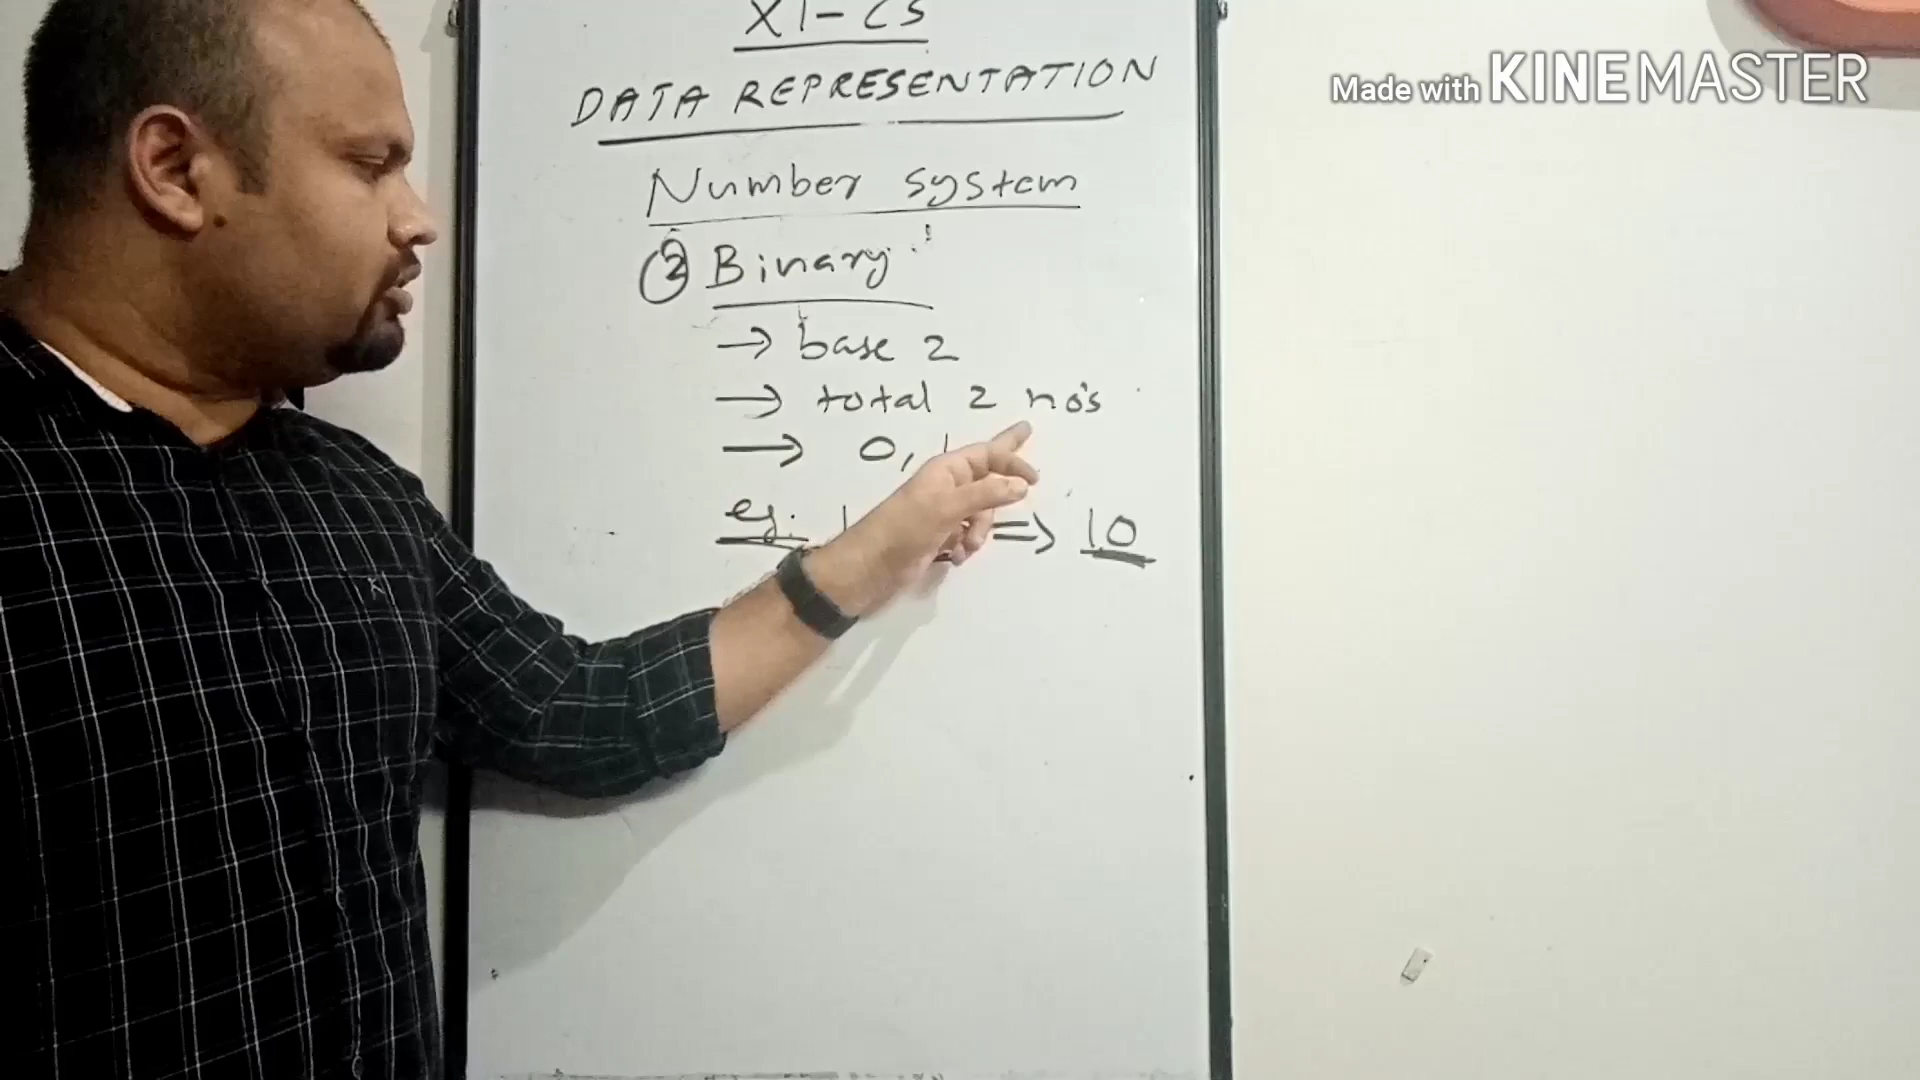 XI-CS
DATA REPRESENTATION
Number system
② Binary
→ base 2
→ total 2 no's
→ 0, 1
eg: 1 ⇒ 10
Made with KINEMASTER